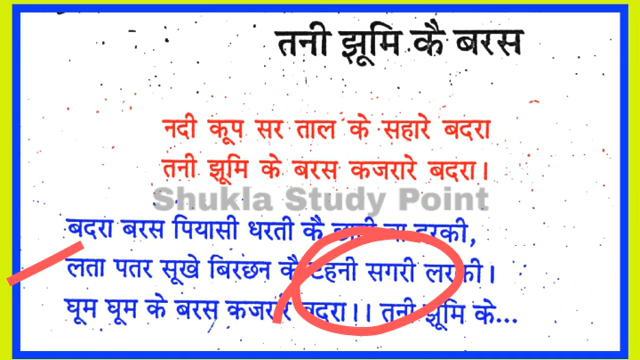 तनी झूमि कै बरस
नदी कूप सर ताल के सहारे बदरा
तनी झूमि के बरस कजरारे बदरा।
Shukla Study Point
बदरा बरस पियासी धरती कै बा दरकी,
लता पतर सूखे बिरछन कै टहनी सगरी लरकी।
घूम घूम के बरस कजरारे बदरा।। तनी झूमि के...